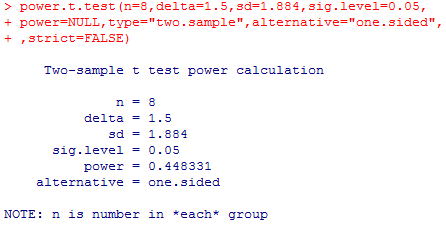 > power.t.test(n=8,delta=1.5,sd=1.884,sig.level=0.05,
+ power=NULL,type="two.sample",alternative="one.sided",
+ ,strict=FALSE)
Two-sample t test power calculation
n = 8
delta = 1.5
sd = 1.884
sig.level = 0.05
power = 0.448331
alternative = one.sided
NOTE: n is number in *each* group